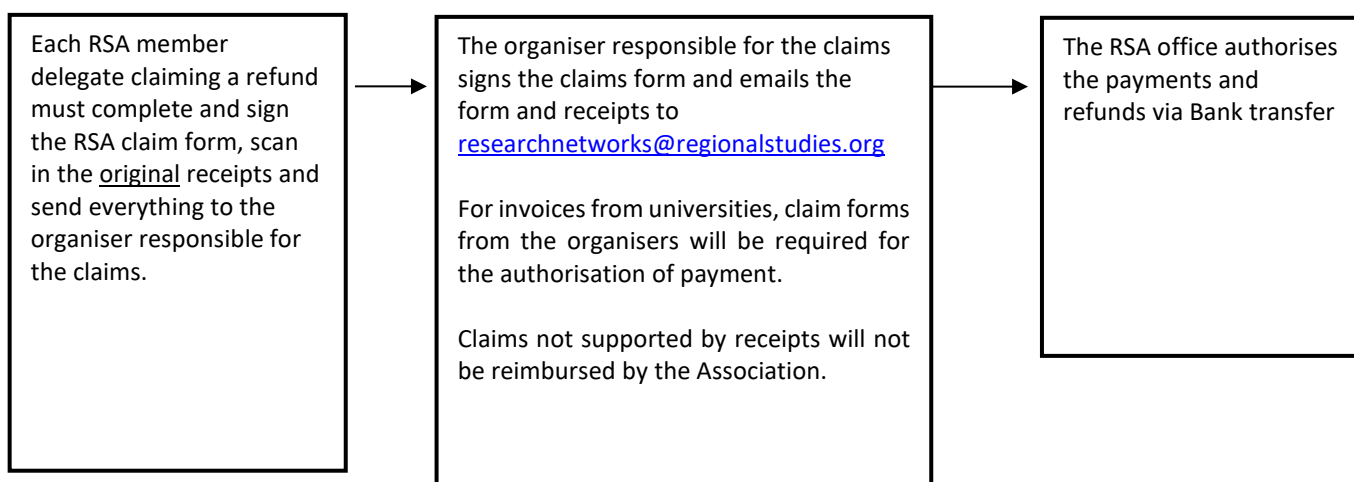 Each RSA member
delegate claiming a refund
must complete and sign
the RSA claim form, scan
in the original receipts and
send everything to the
organiser responsible for
the claims.
The organiser responsible for the claims
signs the claims form and emails the
form and receipts to
researchnetworks@regionalstudies.org
For invoices from universities, claim forms
from the organisers will be required for
the authorisation of payment.
Claims not supported by receipts will not
be reimbursed by the Association.
The RSA office authorises
the payments and
refunds via Bank transfer